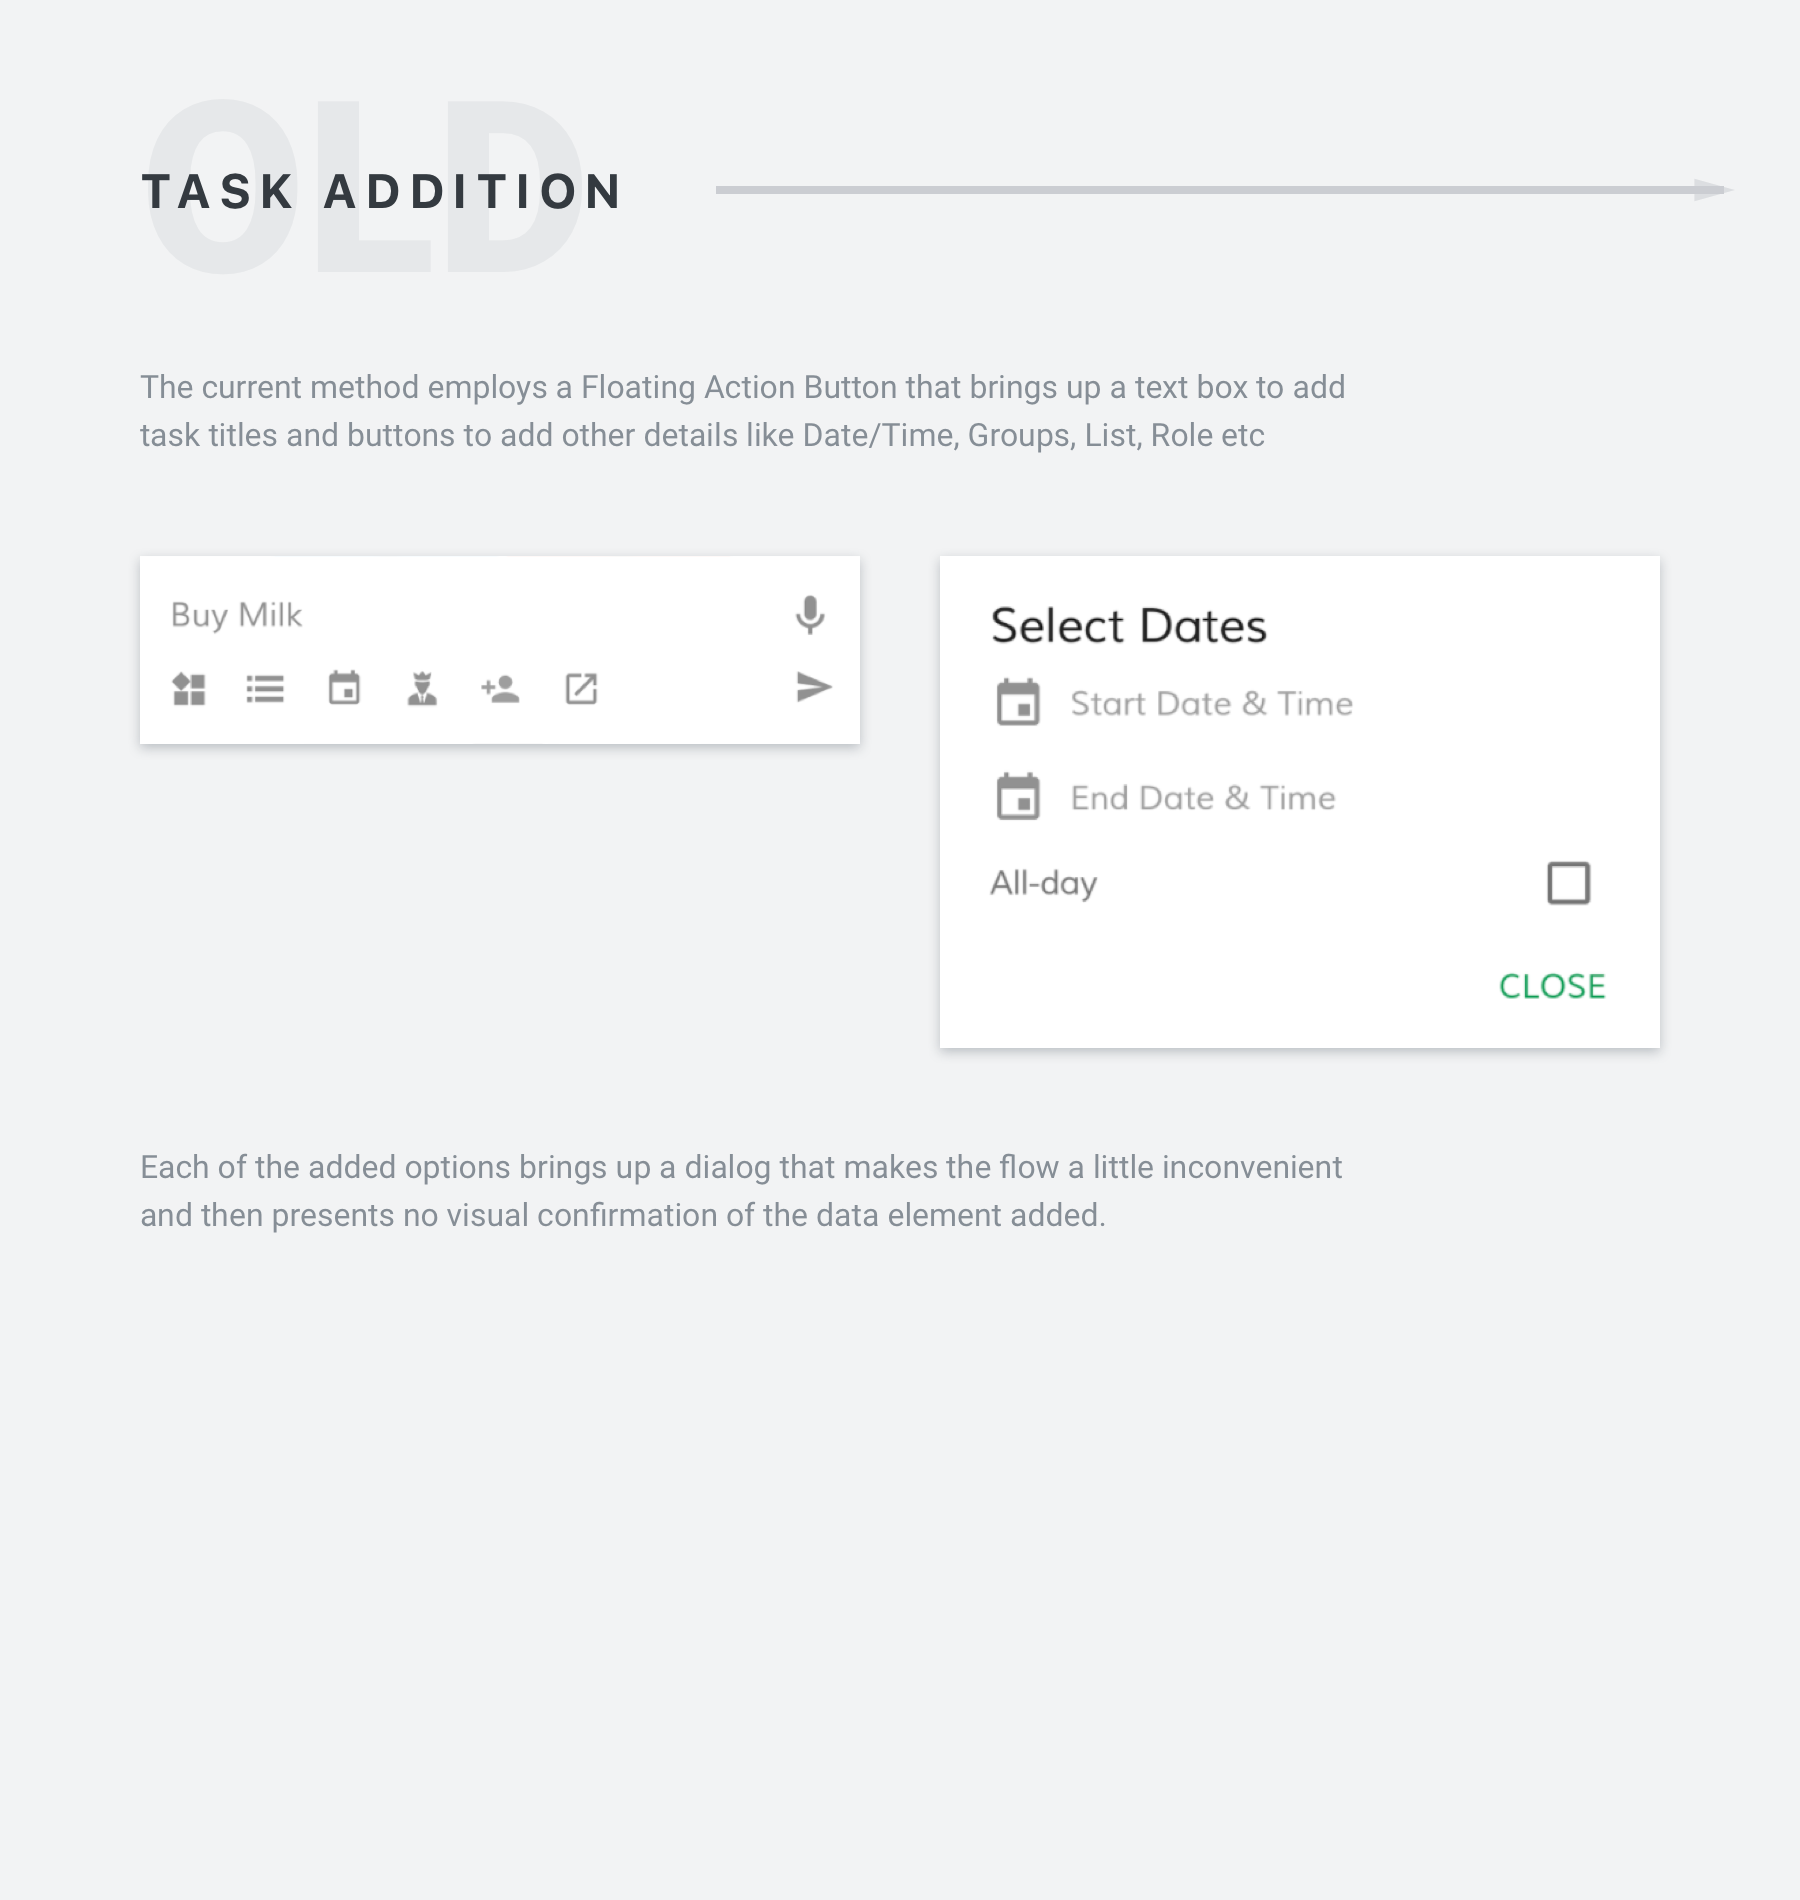 OLD
TASK ADDITION
The current method employs a Floating Action Button that brings up a text box to add
task titles and buttons to add other details like Date/Time, Groups, List, Role etc
Buy Milk
Select Dates
Start Date & Time
End Date & Time
All-day
CLOSE
Each of the added options brings up a dialog that makes the flow a little inconvenient
and then presents no visual confirmation of the data element added.